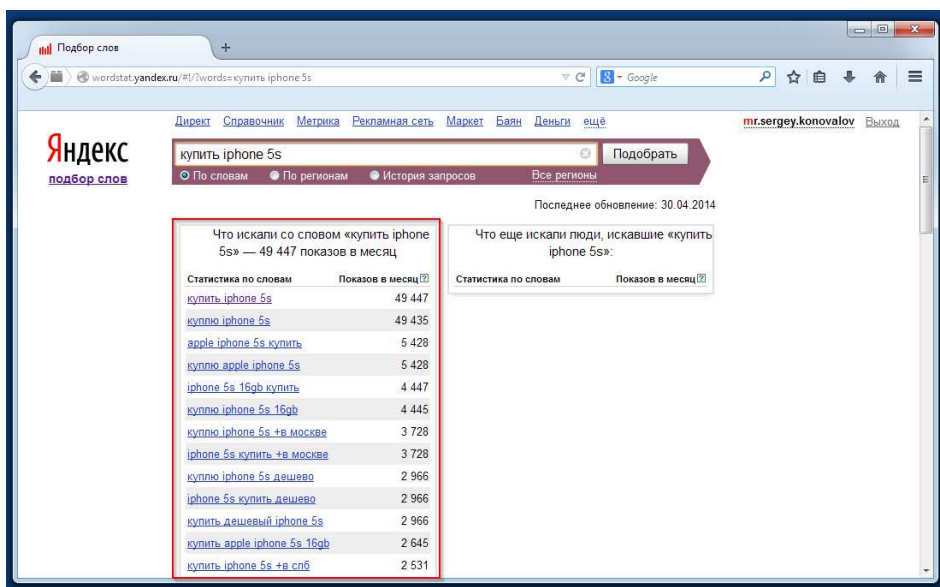 Подбор слов
wordstat.yandex.ru/#!/?words=купить iphone 5s
Google
Директ Справочник Метрика Рекламная сеть Маркет Баян Деньги ещё
mr.sergey.konovalov Выход
Яндекс
подбор слов
купить iphone 5s
Подобрать
По словам По регионам История запросов Все регионы
Последнее обновление: 30.04.2014
Что искали со словом «купить iphone
5s» — 49 447 показов в месяц
Статистика по словам Показов в месяц ?
купить iphone 5s 49 447
куплю iphone 5s 49 435
apple iphone 5s купить 5 428
куплю apple iphone 5s 5 428
iphone 5s 16gb купить 4 447
куплю iphone 5s 16gb 4 445
куплю iphone 5s +в москве 3 728
iphone 5s купить +в москве 3 728
куплю iphone 5s дешево 2 966
iphone 5s купить дешево 2 966
купить дешевый iphone 5s 2 966
купить apple iphone 5s 16gb 2 645
купить iphone 5s +в спб 2 531
Что еще искали люди, искавшие «купить
iphone 5s»:
Статистика по словам Показов в месяц ?